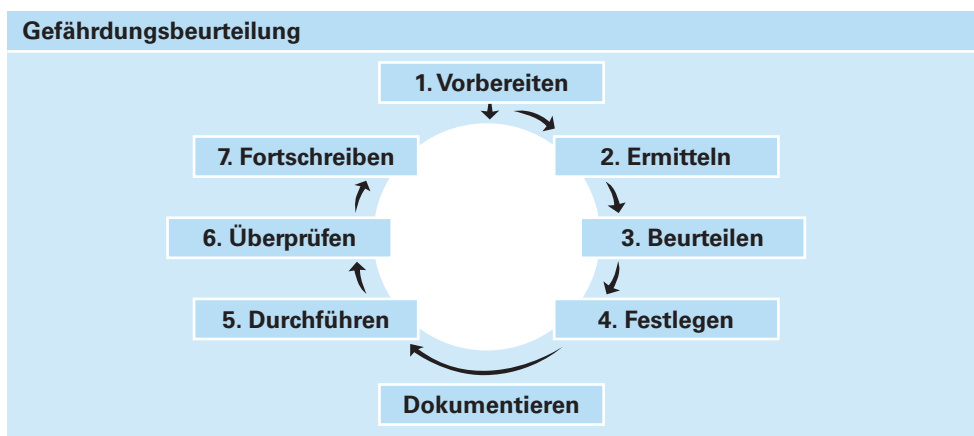 Gefährdungsbeurteilung
1. Vorbereiten
2. Ermitteln
3. Beurteilen
4. Festlegen
Dokumentieren
5. Durchführen
6. Überprüfen
7. Fortschreiben